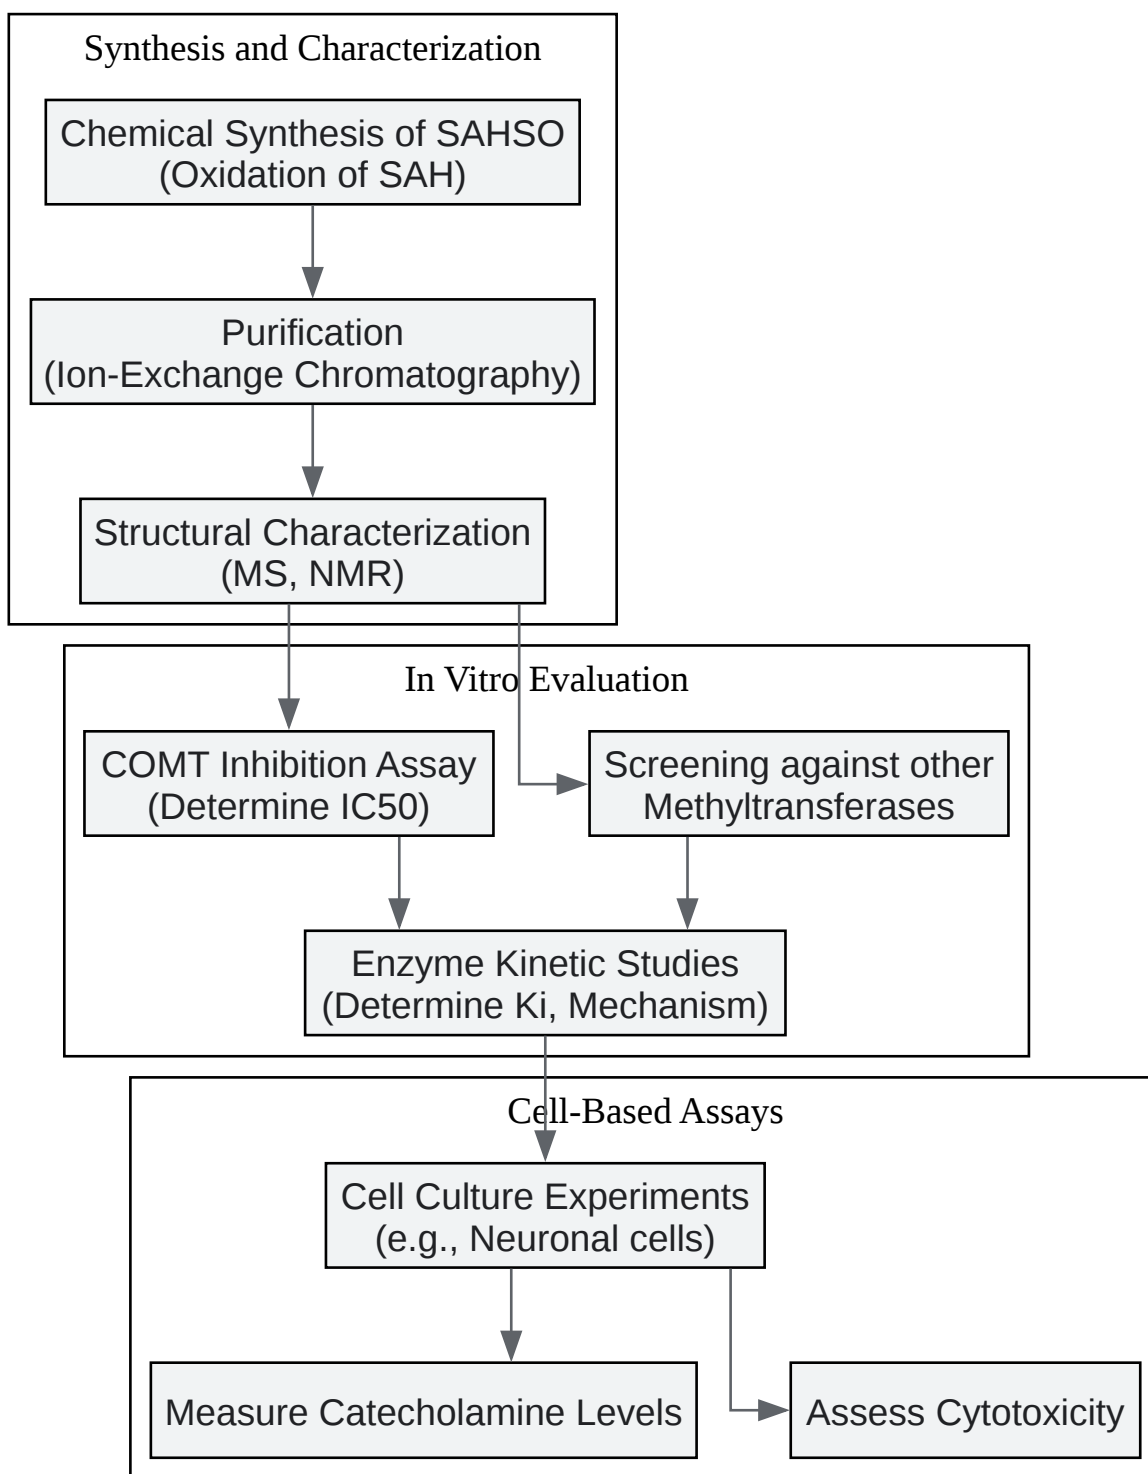 Synthesis and Characterization
Chemical Synthesis of SAHSO
(Oxidation of SAH)
Purification
(Ion-Exchange Chromatography)
Structural Characterization
(MS, NMR)
In Vitro Evaluation
COMT Inhibition Assay
(Determine IC50)
Screening against other
Methyltransferases
Enzyme Kinetic Studies
(Determine Ki, Mechanism)
Cell-Based Assays
Cell Culture Experiments
(e.g., Neuronal cells)
Measure Catecholamine Levels
Assess Cytotoxicity